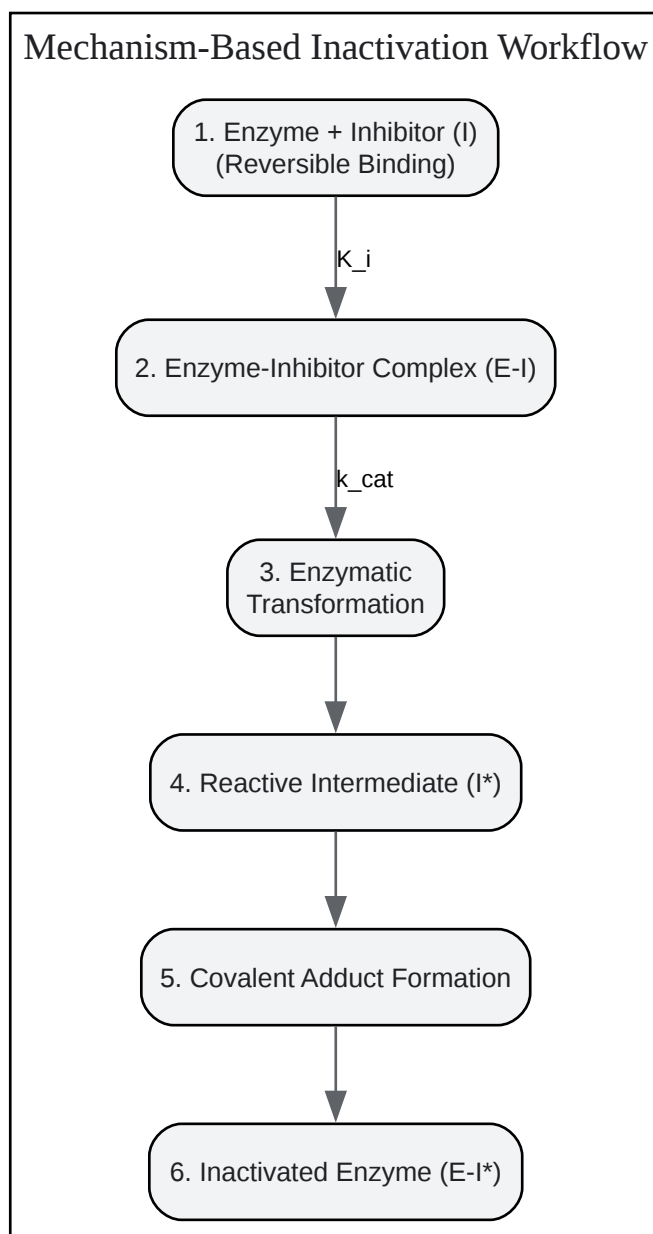 Mechanism-Based Inactivation Workflow
1. Enzyme + Inhibitor (I)
(Reversible Binding)
K_i
2. Enzyme-Inhibitor Complex (E-I)
k_cat
3. Enzymatic
Transformation
4. Reactive Intermediate (I*)
5. Covalent Adduct Formation
6. Inactivated Enzyme (E-I*)